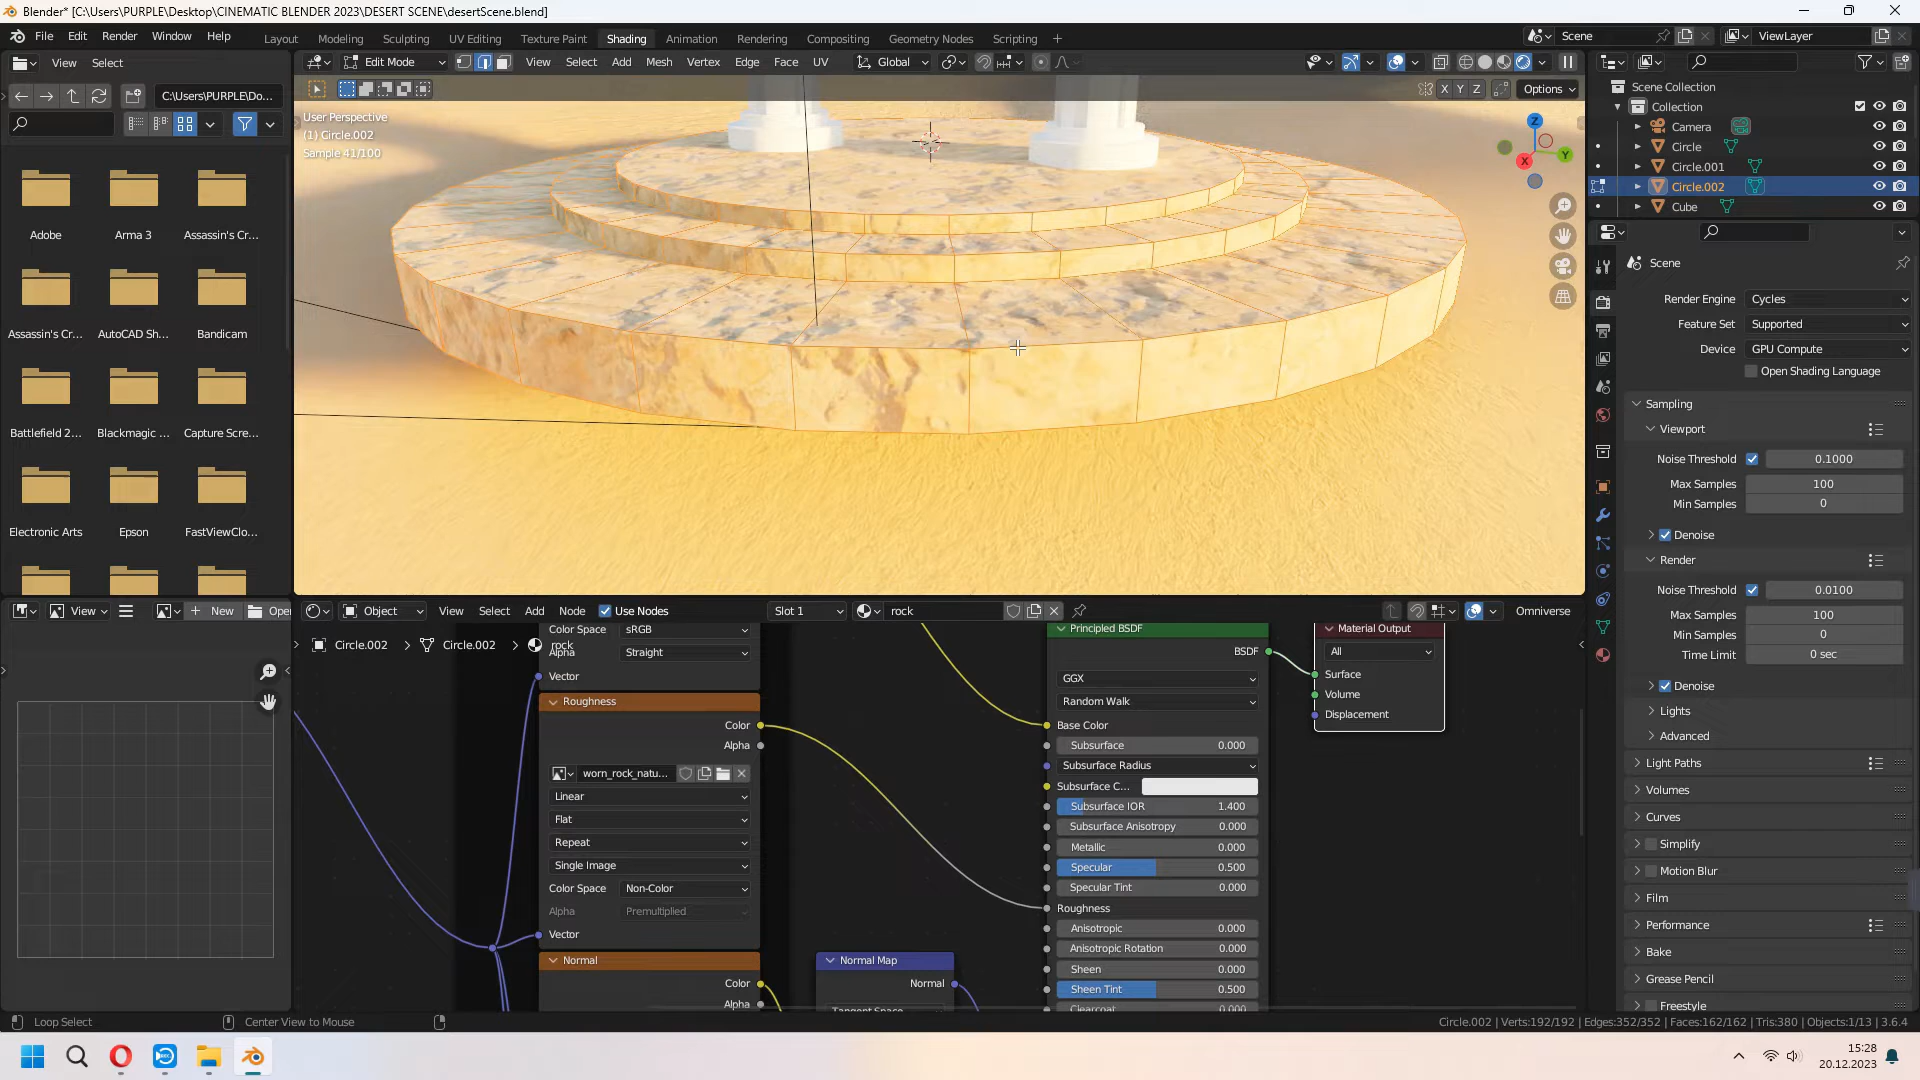 Blender* [C:\Users\PURPLE\Desktop\CINEMATIC BLENDER 2023\DESERT SCENE\desertScene.blend]
File Edit Render Window Help
Layout Modeling Sculpting UV Editing Texture Paint Shading Animation Rendering Compositing Geometry Nodes Scripting +
Scene
ViewLayer
View Select
C:\Users\PURPLE\Do...
Adobe
Arma 3
Assassin's Cr...
Assassin's Cr...
AutoCAD Sh...
Bandicam
Battlefield 2...
Blackmagic ...
Capture Scre...
Electronic Arts
Epson
FastViewClo...
Edit Mode View Select Add Mesh Vertex Edge Face UV Global
X Y Z Options
User Perspective
(1) Circle.002
Sample 41/100
Z
Y
X
Scene Collection
Collection
Camera
Circle
Circle.001
Circle.002
Cube
Scene
Render Engine Cycles
Feature Set Supported
Device GPU Compute
Open Shading Language
Sampling
Viewport
Noise Threshold 0.1000
Max Samples 100
Min Samples 0
Denoise
Render
Noise Threshold 0.0100
Max Samples 100
Min Samples 0
Time Limit 0 sec
Denoise
Lights
Advanced
Light Paths
Volumes
Curves
Simplify
Motion Blur
Film
Performance
Bake
Grease Pencil
Freestyle
View New Open
Object View Select Add Node Use Nodes Slot 1 rock Omniverse
Circle.002 Circle.002 rock
Color Space sRGB
Alpha Straight
Vector
Roughness
Color
Alpha
worn_rock_natu...
Linear
Flat
Repeat
Single Image
Color Space Non-Color
Alpha Premultiplied
Vector
Normal
Color
Alpha
Normal Map
Normal
Tangent Space
Principled BSDF
BSDF
GGX
Random Walk
Base Color
Subsurface 0.000
Subsurface Radius
Subsurface C...
Subsurface IOR 1.400
Subsurface Anisotropy 0.000
Metallic 0.000
Specular 0.500
Specular Tint 0.000
Roughness
Anisotropic 0.000
Anisotropic Rotation 0.000
Sheen 0.000
Sheen Tint 0.500
Clearcoat 0.000
Material Output
All
Surface
Volume
Displacement
Loop Select
Center View to Mouse
Circle.002 | Verts:192/192 | Edges:352/352 | Faces:162/162 | Tris:380 | Objects:1/13 | 3.6.4
15:28
20.12.2023